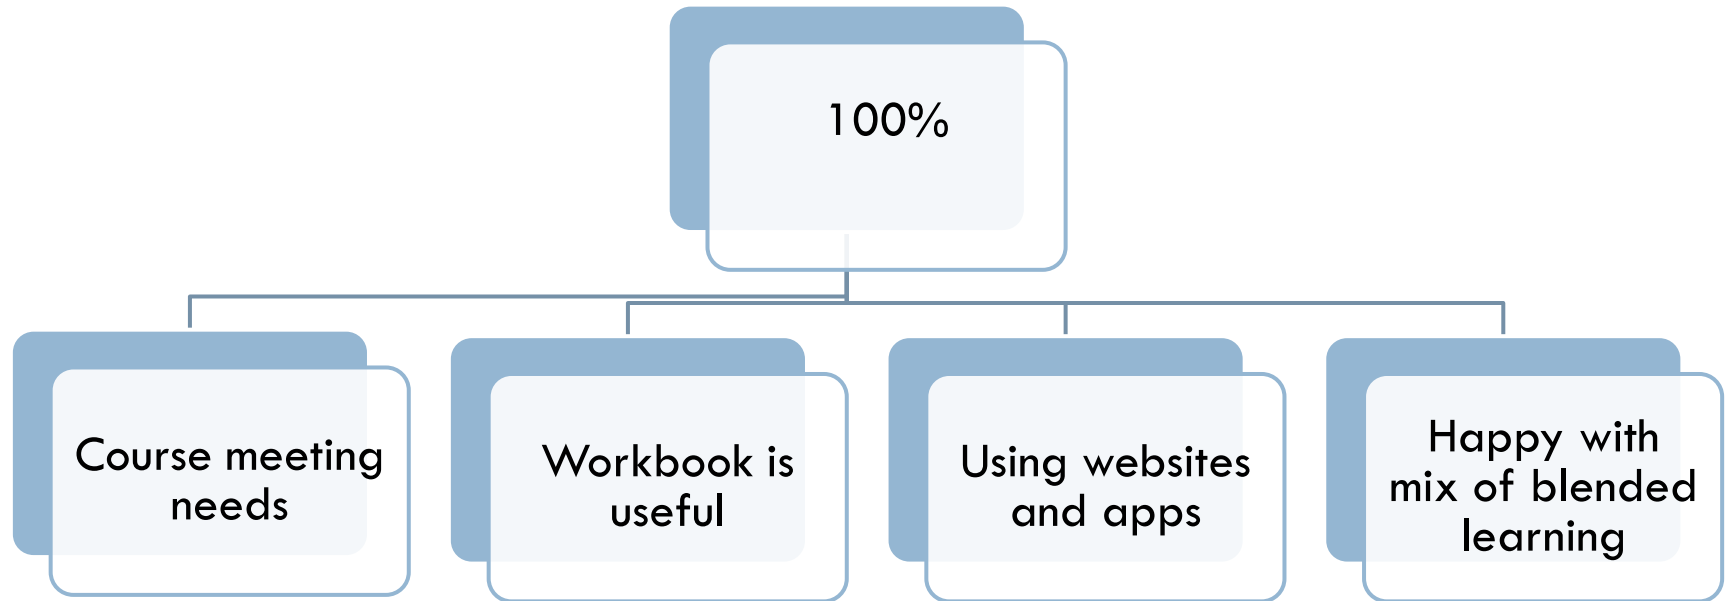 100%
Course meeting
needs
Workbook is
useful
Using websites
and apps
Happy with
mix of blended
learning